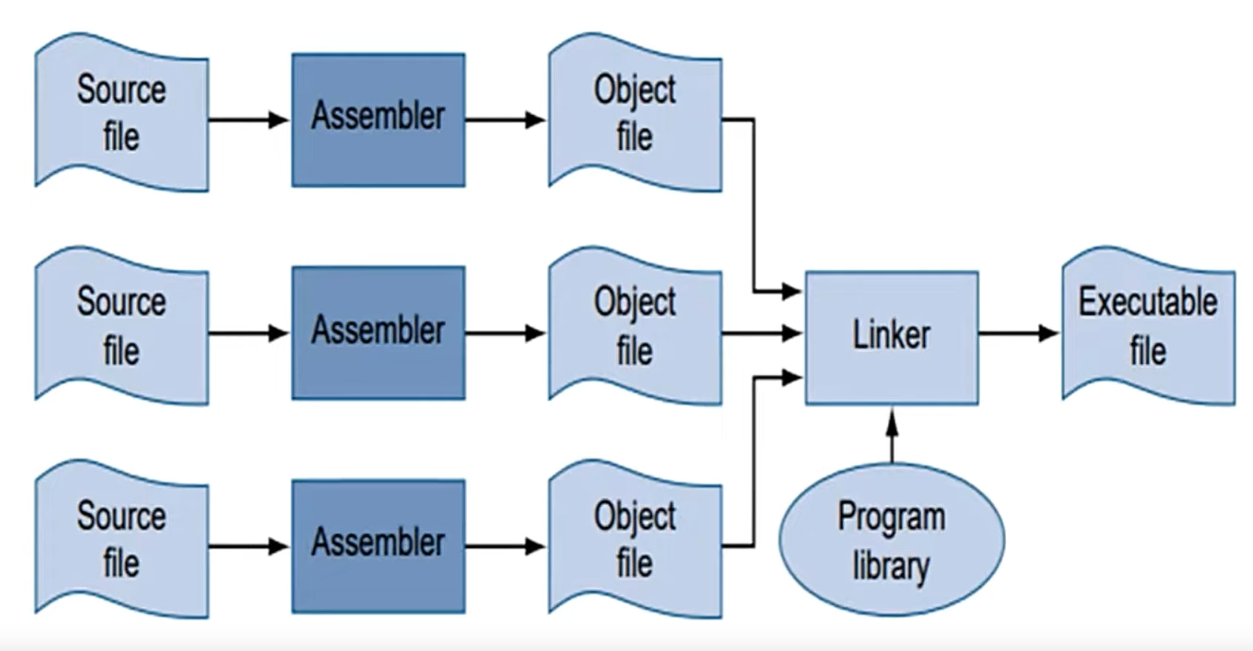 Source
file
Assembler
Object
file
Source
file
Assembler
Object
file
Linker
Executable
file
Source
file
Assembler
Object
file
Program
library